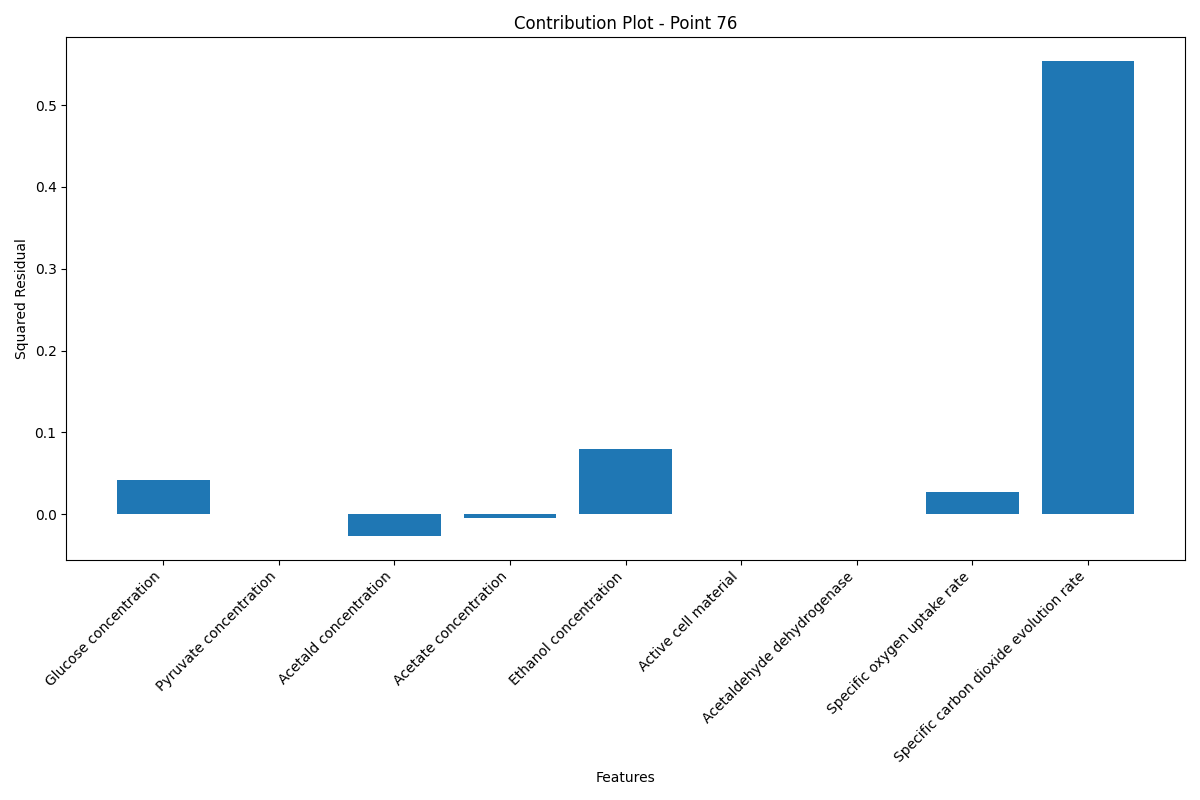 Contribution Plot - Point 76
Squared Residual
0.5
0.4
0.3
0.2
0.1
0.0
Glucose concentration
Pyruvate concentration
Acetald concentration
Acetate concentration
Ethanol concentration
Active cell material
Acetaldehyde dehydrogenase
Specific oxygen uptake rate
Specific carbon dioxide evolution rate
Features